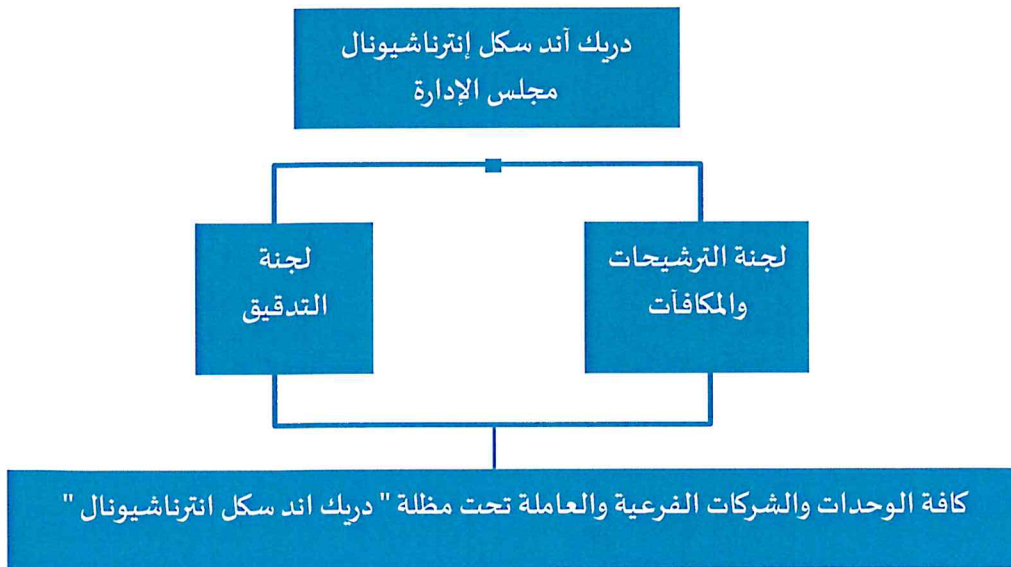 دريك آند سكل إنترناشيونال
مجلس الإدارة
لجنة الترشيحات
والمكافآت
لجنة
التدقيق
كافة الوحدات والشركات الفرعية والعاملة تحت مظلة " دريك اند سكل انترناشيونال "